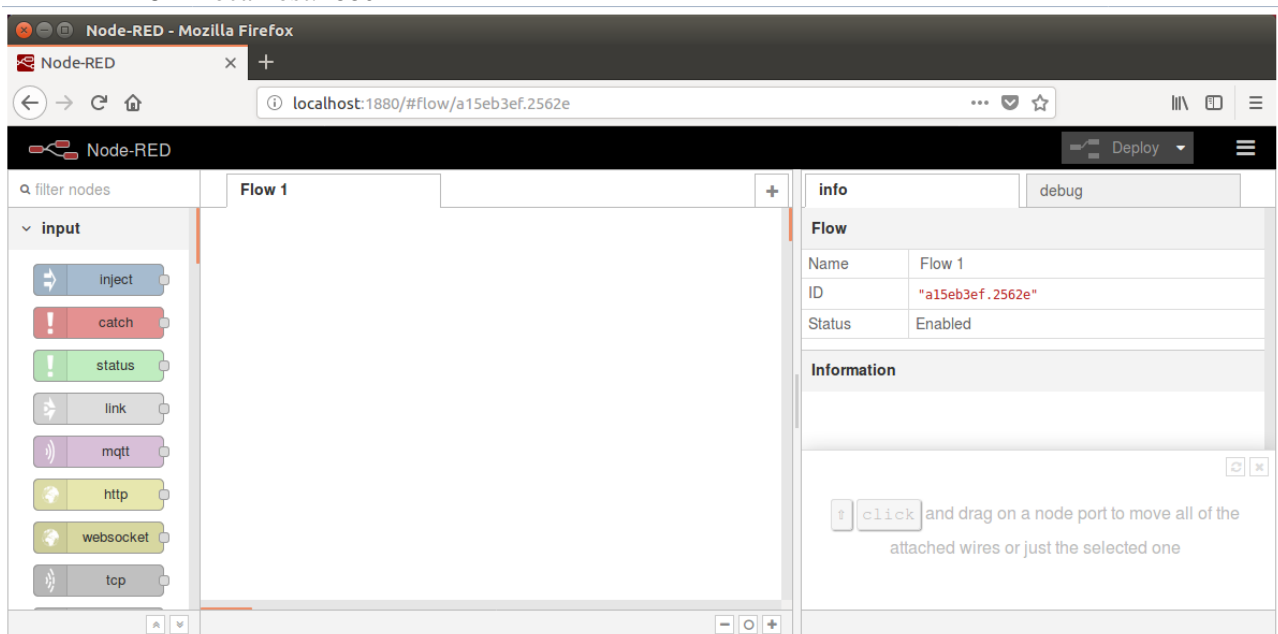 Node-RED - Mozilla Firefox
Node-RED
localhost:1880/#flow/a15eb3ef.2562e
Node-RED
Deploy
filter nodes
Flow 1
info
debug
input
Flow
Name
Flow 1
ID
"a15eb3ef.2562e"
Status
Enabled
Information
inject
catch
status
link
mqtt
http
websocket
tcp
⇧ click and drag on a node port to move all of the
attached wires or just the selected one